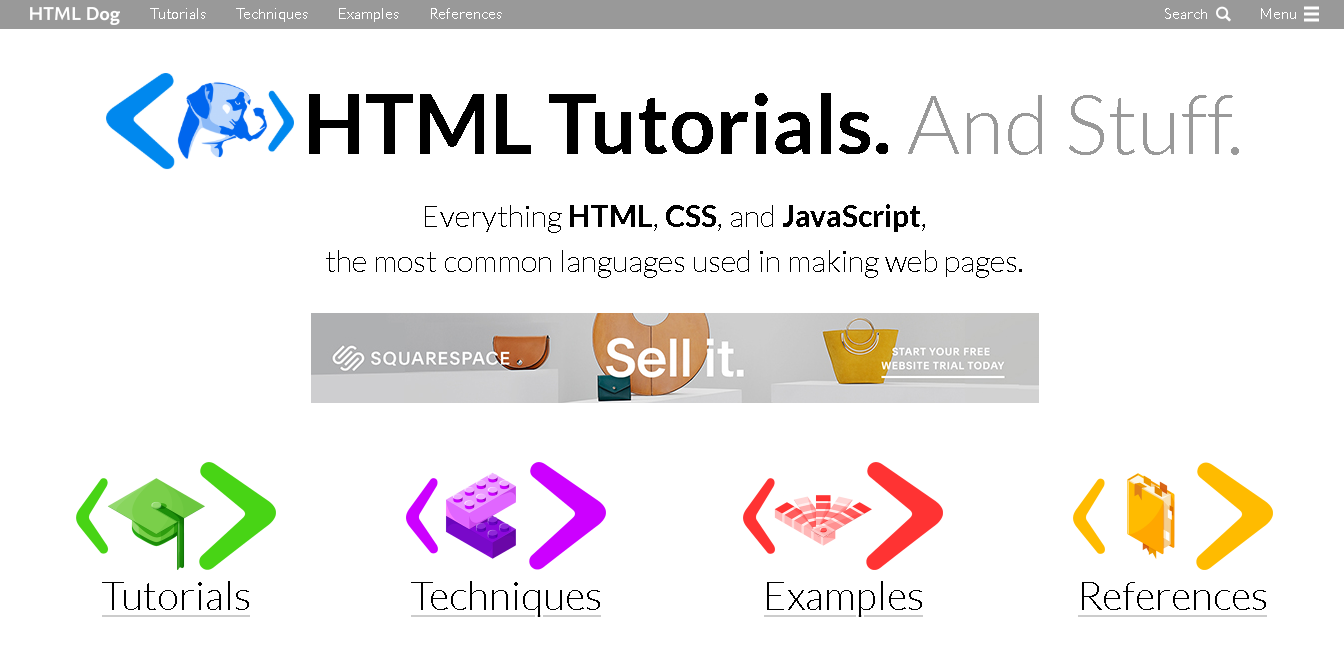 HTML Dog Tutorials Techniques Examples References Search Menu
HTML Tutorials. And Stuff.
Everything HTML, CSS, and JavaScript,
the most common languages used in making web pages.
SQUARESPACE Sell it. START YOUR FREE
WEBSITE TRIAL TODAY
Tutorials Techniques Examples References